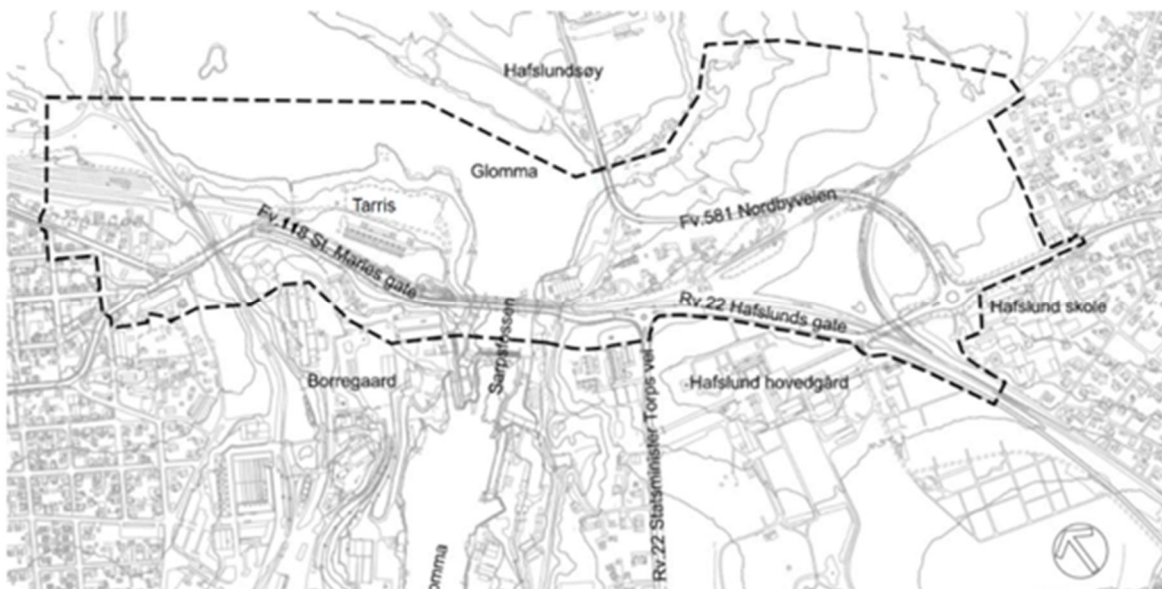 Hafslundsøy
Glomma
Tarris
Fv.581 Nordbyveien
Fv.118 St. Maries gate
Rv.22 Hafslunds gate
Hafslund skole
Sarpsfossen
Borregaard
Hafslund hovedgård
Rv.22 Statsminister Torps vei
omma